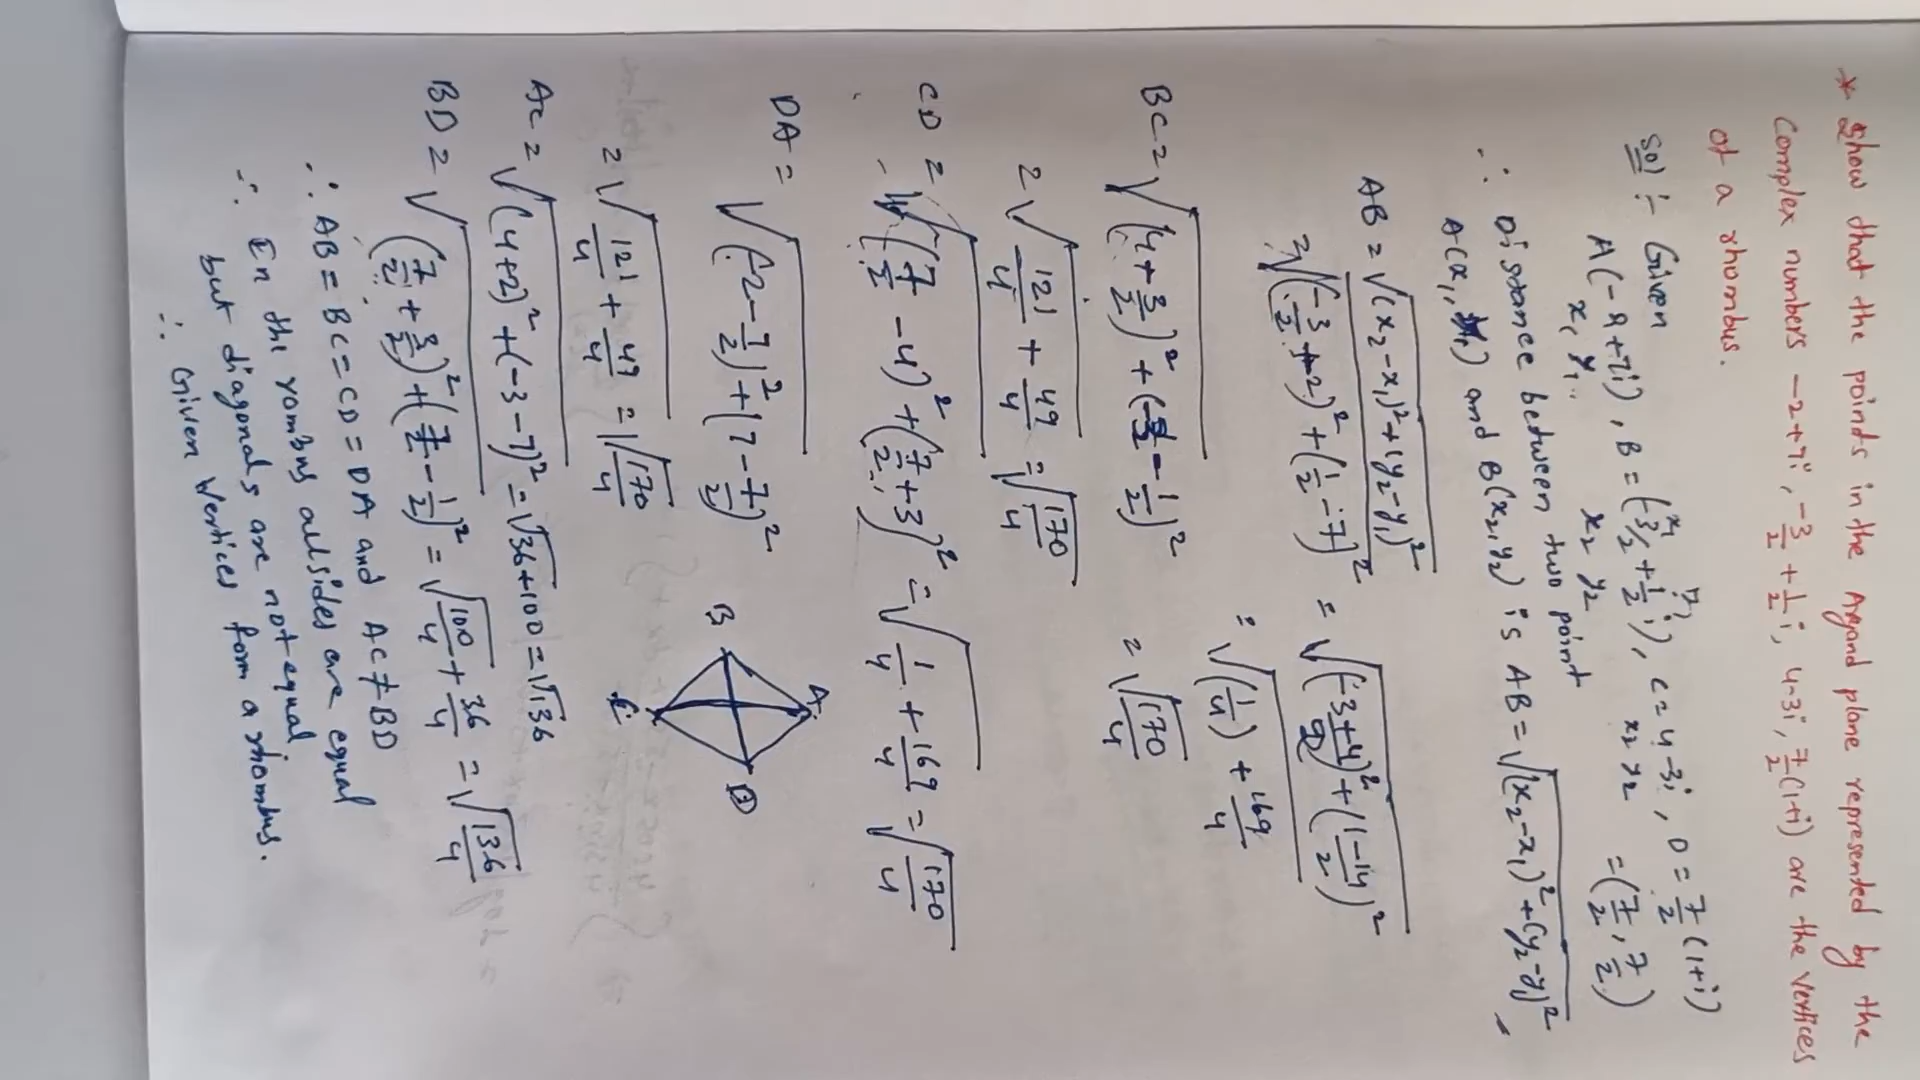 * Show that the points in the Argand plane represented by the
Complex numbers -2+7i, -3/2 + 1/2 i, 4-3i, 7/2 (1+i) are the vertices
of a rhombus.
Sol :- Given
A(-2+7i), B = (-3/2 + 1/2 i), C = 4-3i, D = 7/2 (1+i)
x1 y1 x2 y2 x2 y2 = (7/2, 7/2)
∴ Distance between two point
A(x1, y1) and B(x2, y2) is AB = √(x2-x1)²+(y2-y1)²
AB = √(x2-x1)²+(y2-y1)²
= √(-3/2 + 2)² + (1/2 - 7)² = √(-3+4/2)² + (1-14/2)²
= √(1/4) + 169/4
= √170/4
BC = √(4+3/2)² + (-3 - 1/2)²
= √121/4 + 49/4 = √170/4
CD = √(7/2 - 4)² + (7/2 + 3)² = √1/4 + 169/4 = √170/4
DA = √(-2 - 7/2)² + (7 - 7/2)²
= √121/4 + 49/4 = √170/4
B A C D
AC = √(4+2)² + (-3-7)² = √36+100 = √136
BD = √(7/2 + 3/2)² + (7/2 - 1/2)² = √100/4 + 36/4 = √136/4
∴ AB = BC = CD = DA and AC ≠ BD
∴ In the rombus allsides are equal
but diagonals are not equal
∴ Given Vertices form a rhombus.